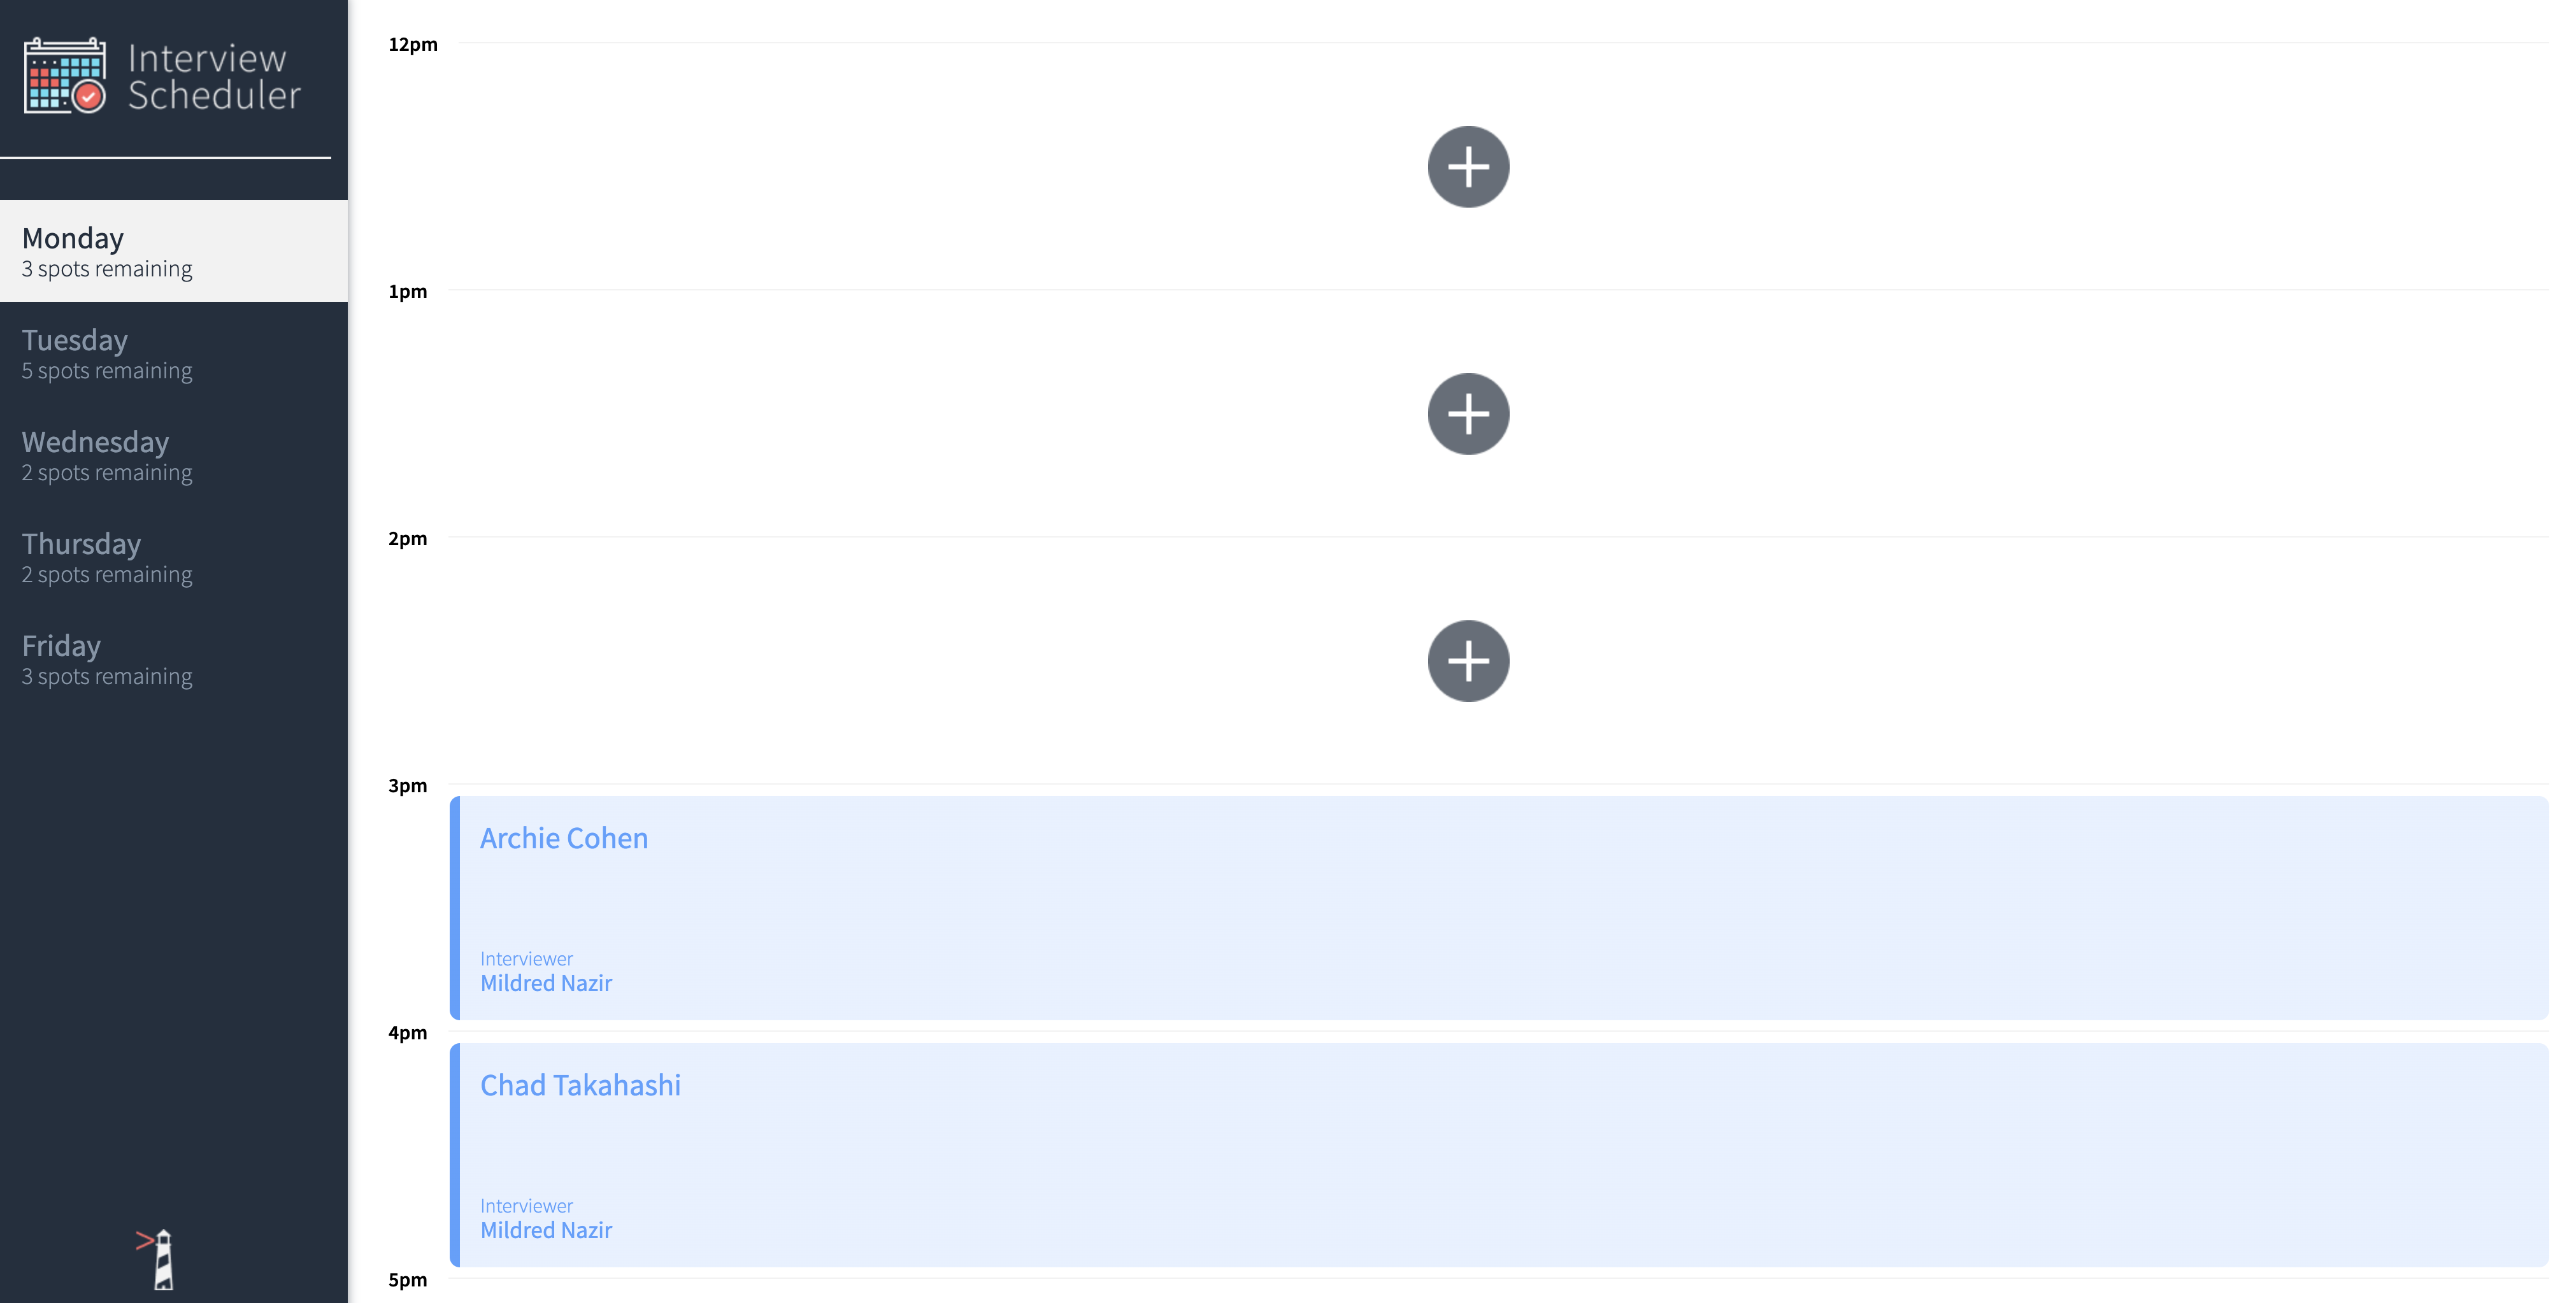 Interview
Scheduler
Monday
3 spots remaining
Tuesday
5 spots remaining
Wednesday
2 spots remaining
Thursday
2 spots remaining
Friday
3 spots remaining
12pm
1pm
2pm
3pm
Archie Cohen
Interviewer
Mildred Nazir
4pm
Chad Takahashi
Interviewer
Mildred Nazir
5pm